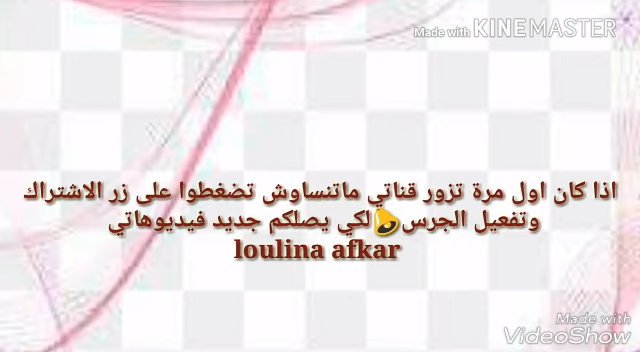 Made with KINEMASTER
اذا كان اول مرة تزور قناتي ماتنساوش تضغطوا على زر الاشتراك
وتفعيل الجرس🔔لكي يصلكم جديد فيديوهاتي
loulina afkar
Made with
VideoShow